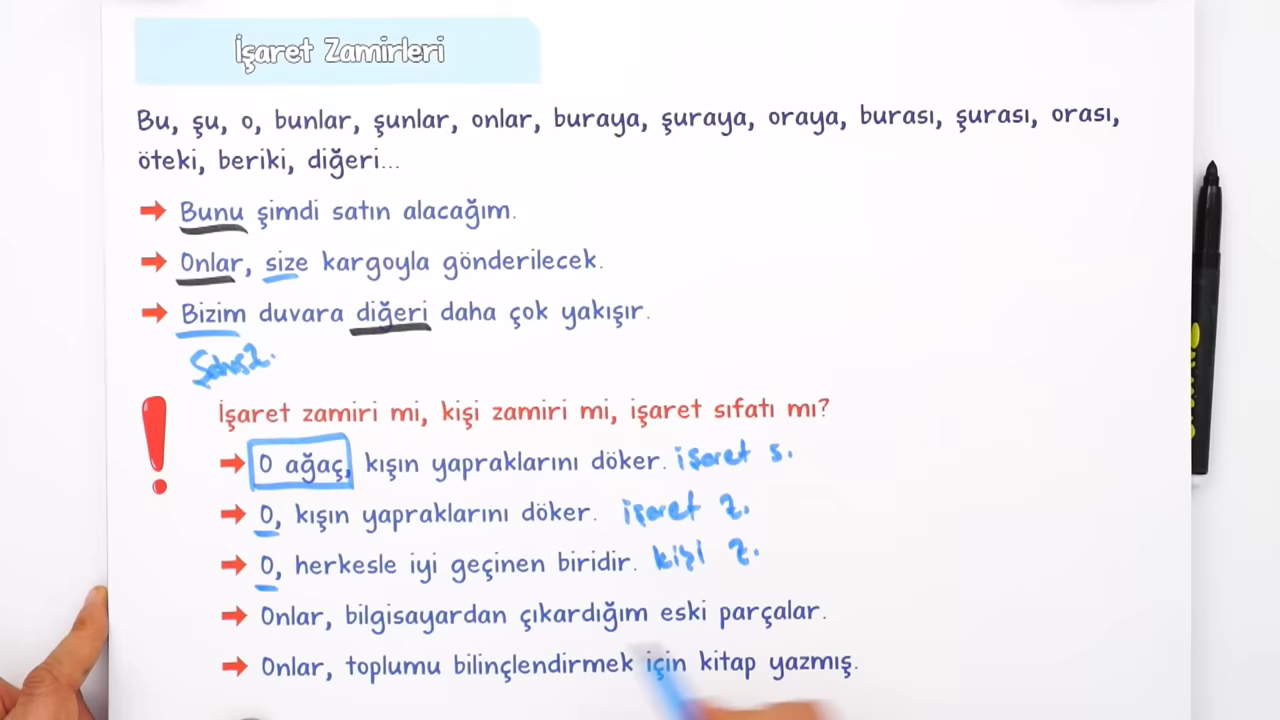 İşaret Zamirleri
Bu, şu, o, bunlar, şunlar, onlar, buraya, şuraya, oraya, burası, şurası, orası,
öteki, beriki, diğeri...
Bunu şimdi satın alacağım.
Onlar, size kargoyla gönderilecek.
Bizim duvara diğeri daha çok yakışır.
Şahıs z.
İşaret zamiri mi, kişi zamiri mi, işaret sıfatı mı?
O ağaç, kışın yapraklarını döker. işaret s.
O, kışın yapraklarını döker. işaret z.
O, herkesle iyi geçinen biridir. kişi z.
Onlar, bilgisayardan çıkardığım eski parçalar.
Onlar, toplumu bilinçlendirmek için kitap yazmış.